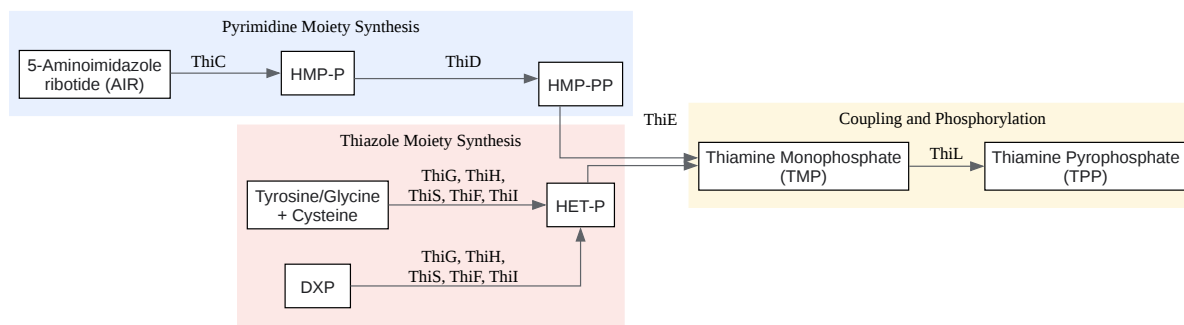 Pyrimidine Moiety Synthesis
5-Aminoimidazole
ribotide (AIR)
ThiC
HMP-P
ThiD
HMP-PP
Thiazole Moiety Synthesis
Tyrosine/Glycine
+ Cysteine
ThiG, ThiH,
ThiS, ThiF, ThiI
HET-P
DXP
ThiG, ThiH,
ThiS, ThiF, ThiI
ThiE
Coupling and Phosphorylation
Thiamine Monophosphate
(TMP)
ThiL
Thiamine Pyrophosphate
(TPP)